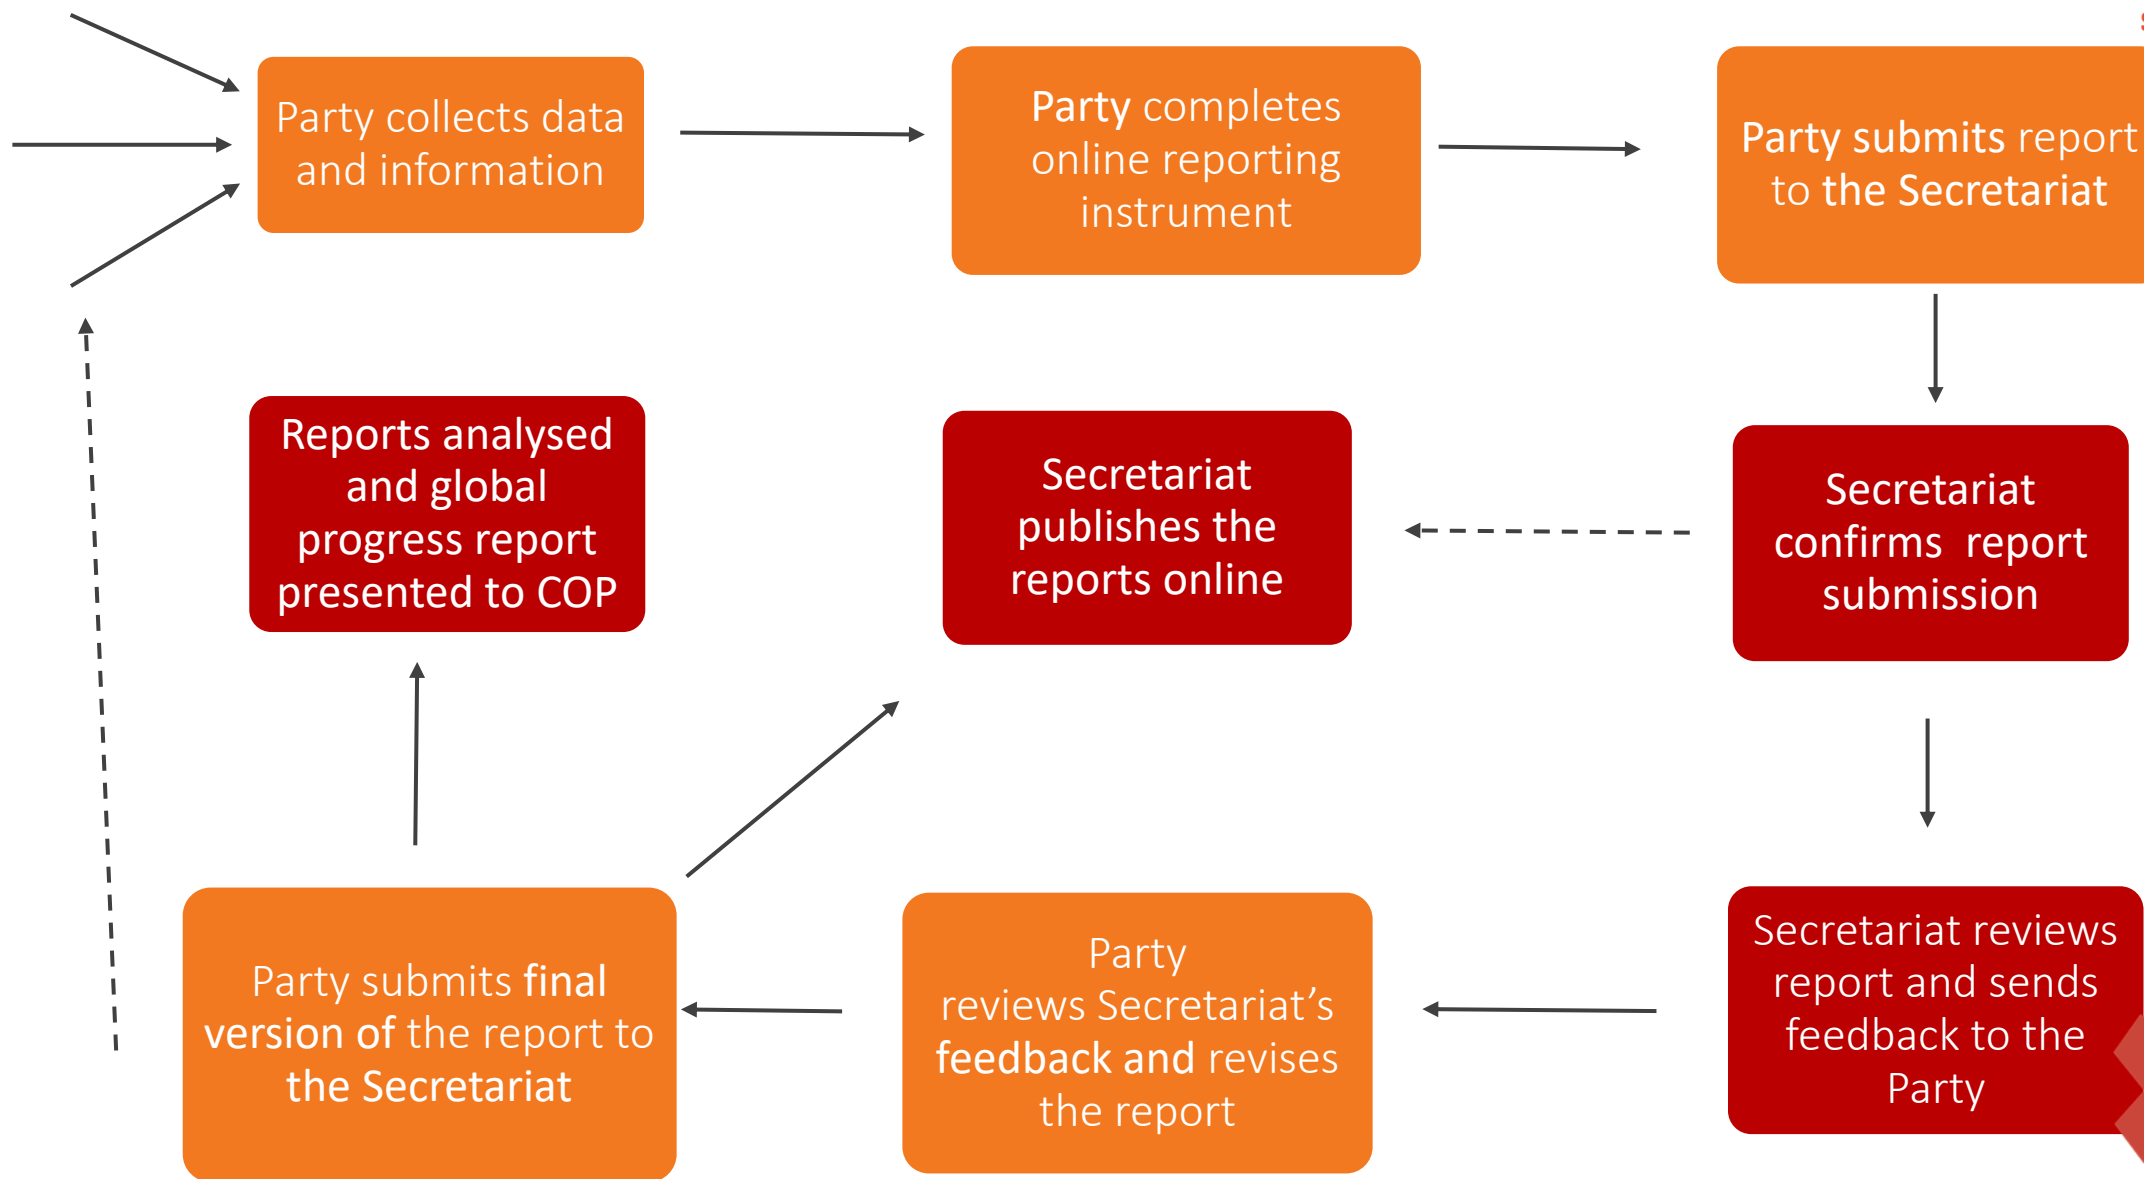 Party collects data
and information
Party completes
online reporting
instrument
Party submits report
to the Secretariat
Reports analysed
and global
progress report
presented to COP
Secretariat
publishes the
reports online
Secretariat
confirms  report
submission
Party submits final
version of the report to
the Secretariat
Party
reviews Secretariat’s
feedback and revises
the report
Secretariat reviews
report and sends
feedback to the
Party